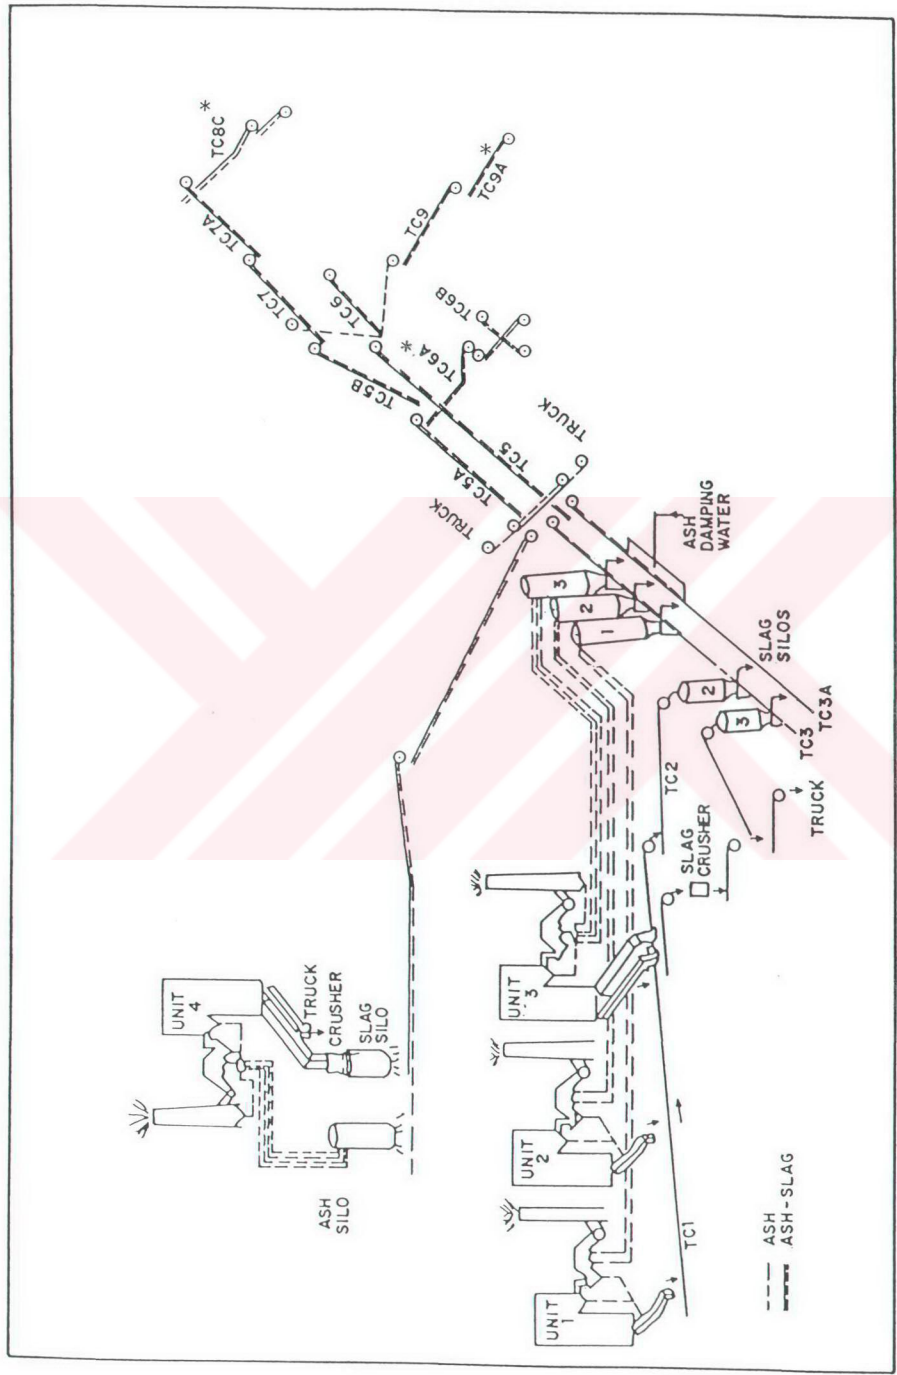 TC8C *
TC7A
TC7
TC9
TC9A *
TC6
TC6B
TC6A *
TC5B
TC5A
TC5
TRUCK
TRUCK
ASH
DAMPING
WATER
3
2
1
SLAG
SILOS
2
3
TC3
TC3A
TC2
SLAG
CRUSHER
TRUCK
UNIT
4
TRUCK
CRUSHER
SLAG
SILO
ASH
SILO
UNIT
3
UNIT
2
UNIT
1
TC1
ASH
ASH-SLAG